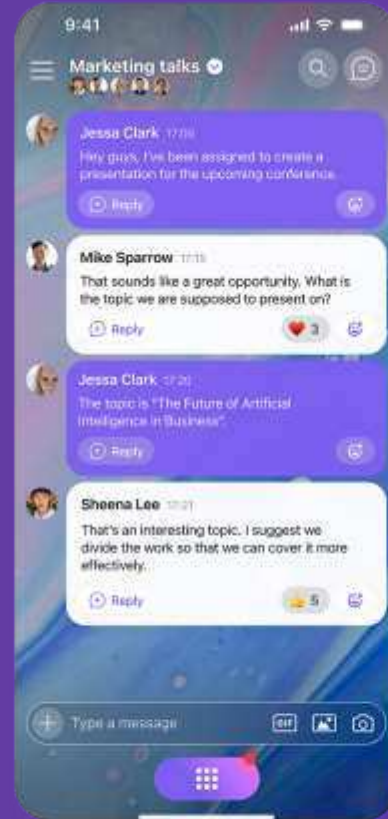 9:41
Marketing talks
Jessa Clark
Hey guys, I've been assigned to create a
presentation for the upcoming conference.
Reply
Mike Sparrow 17:15
That sounds like a great opportunity. What is
the topic we are supposed to present on?
Reply
3
Jessa Clark 17:20
The topic is "The Future of Artificial
Intelligence in Business".
Reply
Sheena Lee 17:21
That's an interesting topic. I suggest we
divide the work so that we can cover it more
effectively.
Reply
5
Type a message
GIF